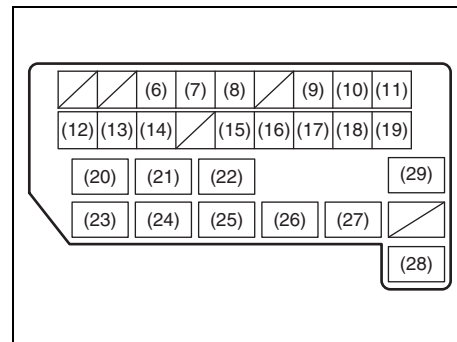 (6) (7) (8) (9) (10) (11)
(12) (13) (14) (15) (16) (17) (18) (19)
(20) (21) (22) (29)
(23) (24) (25) (26) (27)
(28)